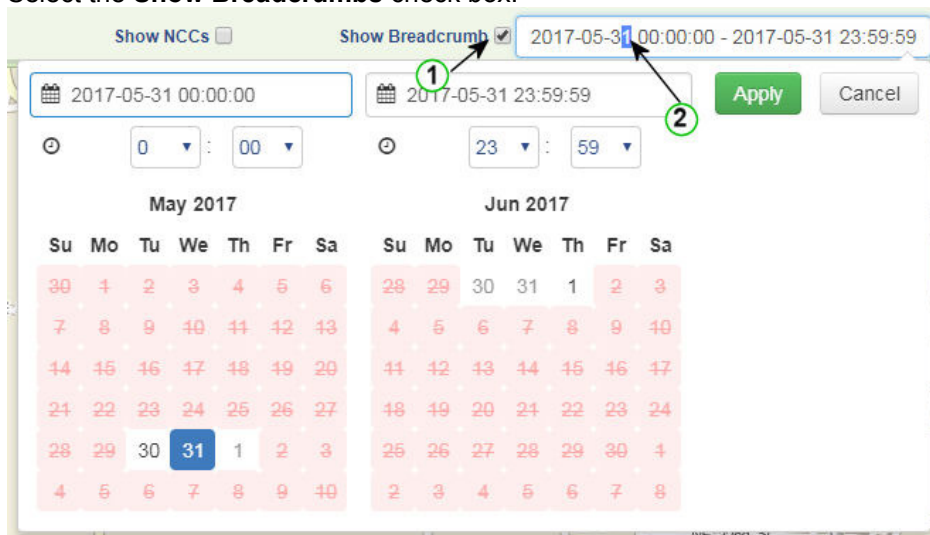 Select the Show Breadcrumbs check box.
Show NCCs Show Breadcrumb 2017-05-31 00:00:00 - 2017-05-31 23:59:59
1
2
2017-05-31 00:00:00 2017-05-31 23:59:59 Apply Cancel
0 : 00 23 : 59
May 2017 Jun 2017
Su Mo Tu We Th Fr Sa Su Mo Tu We Th Fr Sa
30 1 2 3 4 5 6 28 29 30 31 1 2 3
7 8 9 10 11 12 13 4 5 6 7 8 9 10
14 15 16 17 18 19 20 11 12 13 14 15 16 17
21 22 23 24 25 26 27 18 19 20 21 22 23 24
28 29 30 31 1 2 3 25 26 27 28 29 30 1
4 5 6 7 8 9 10 2 3 4 5 6 7 8